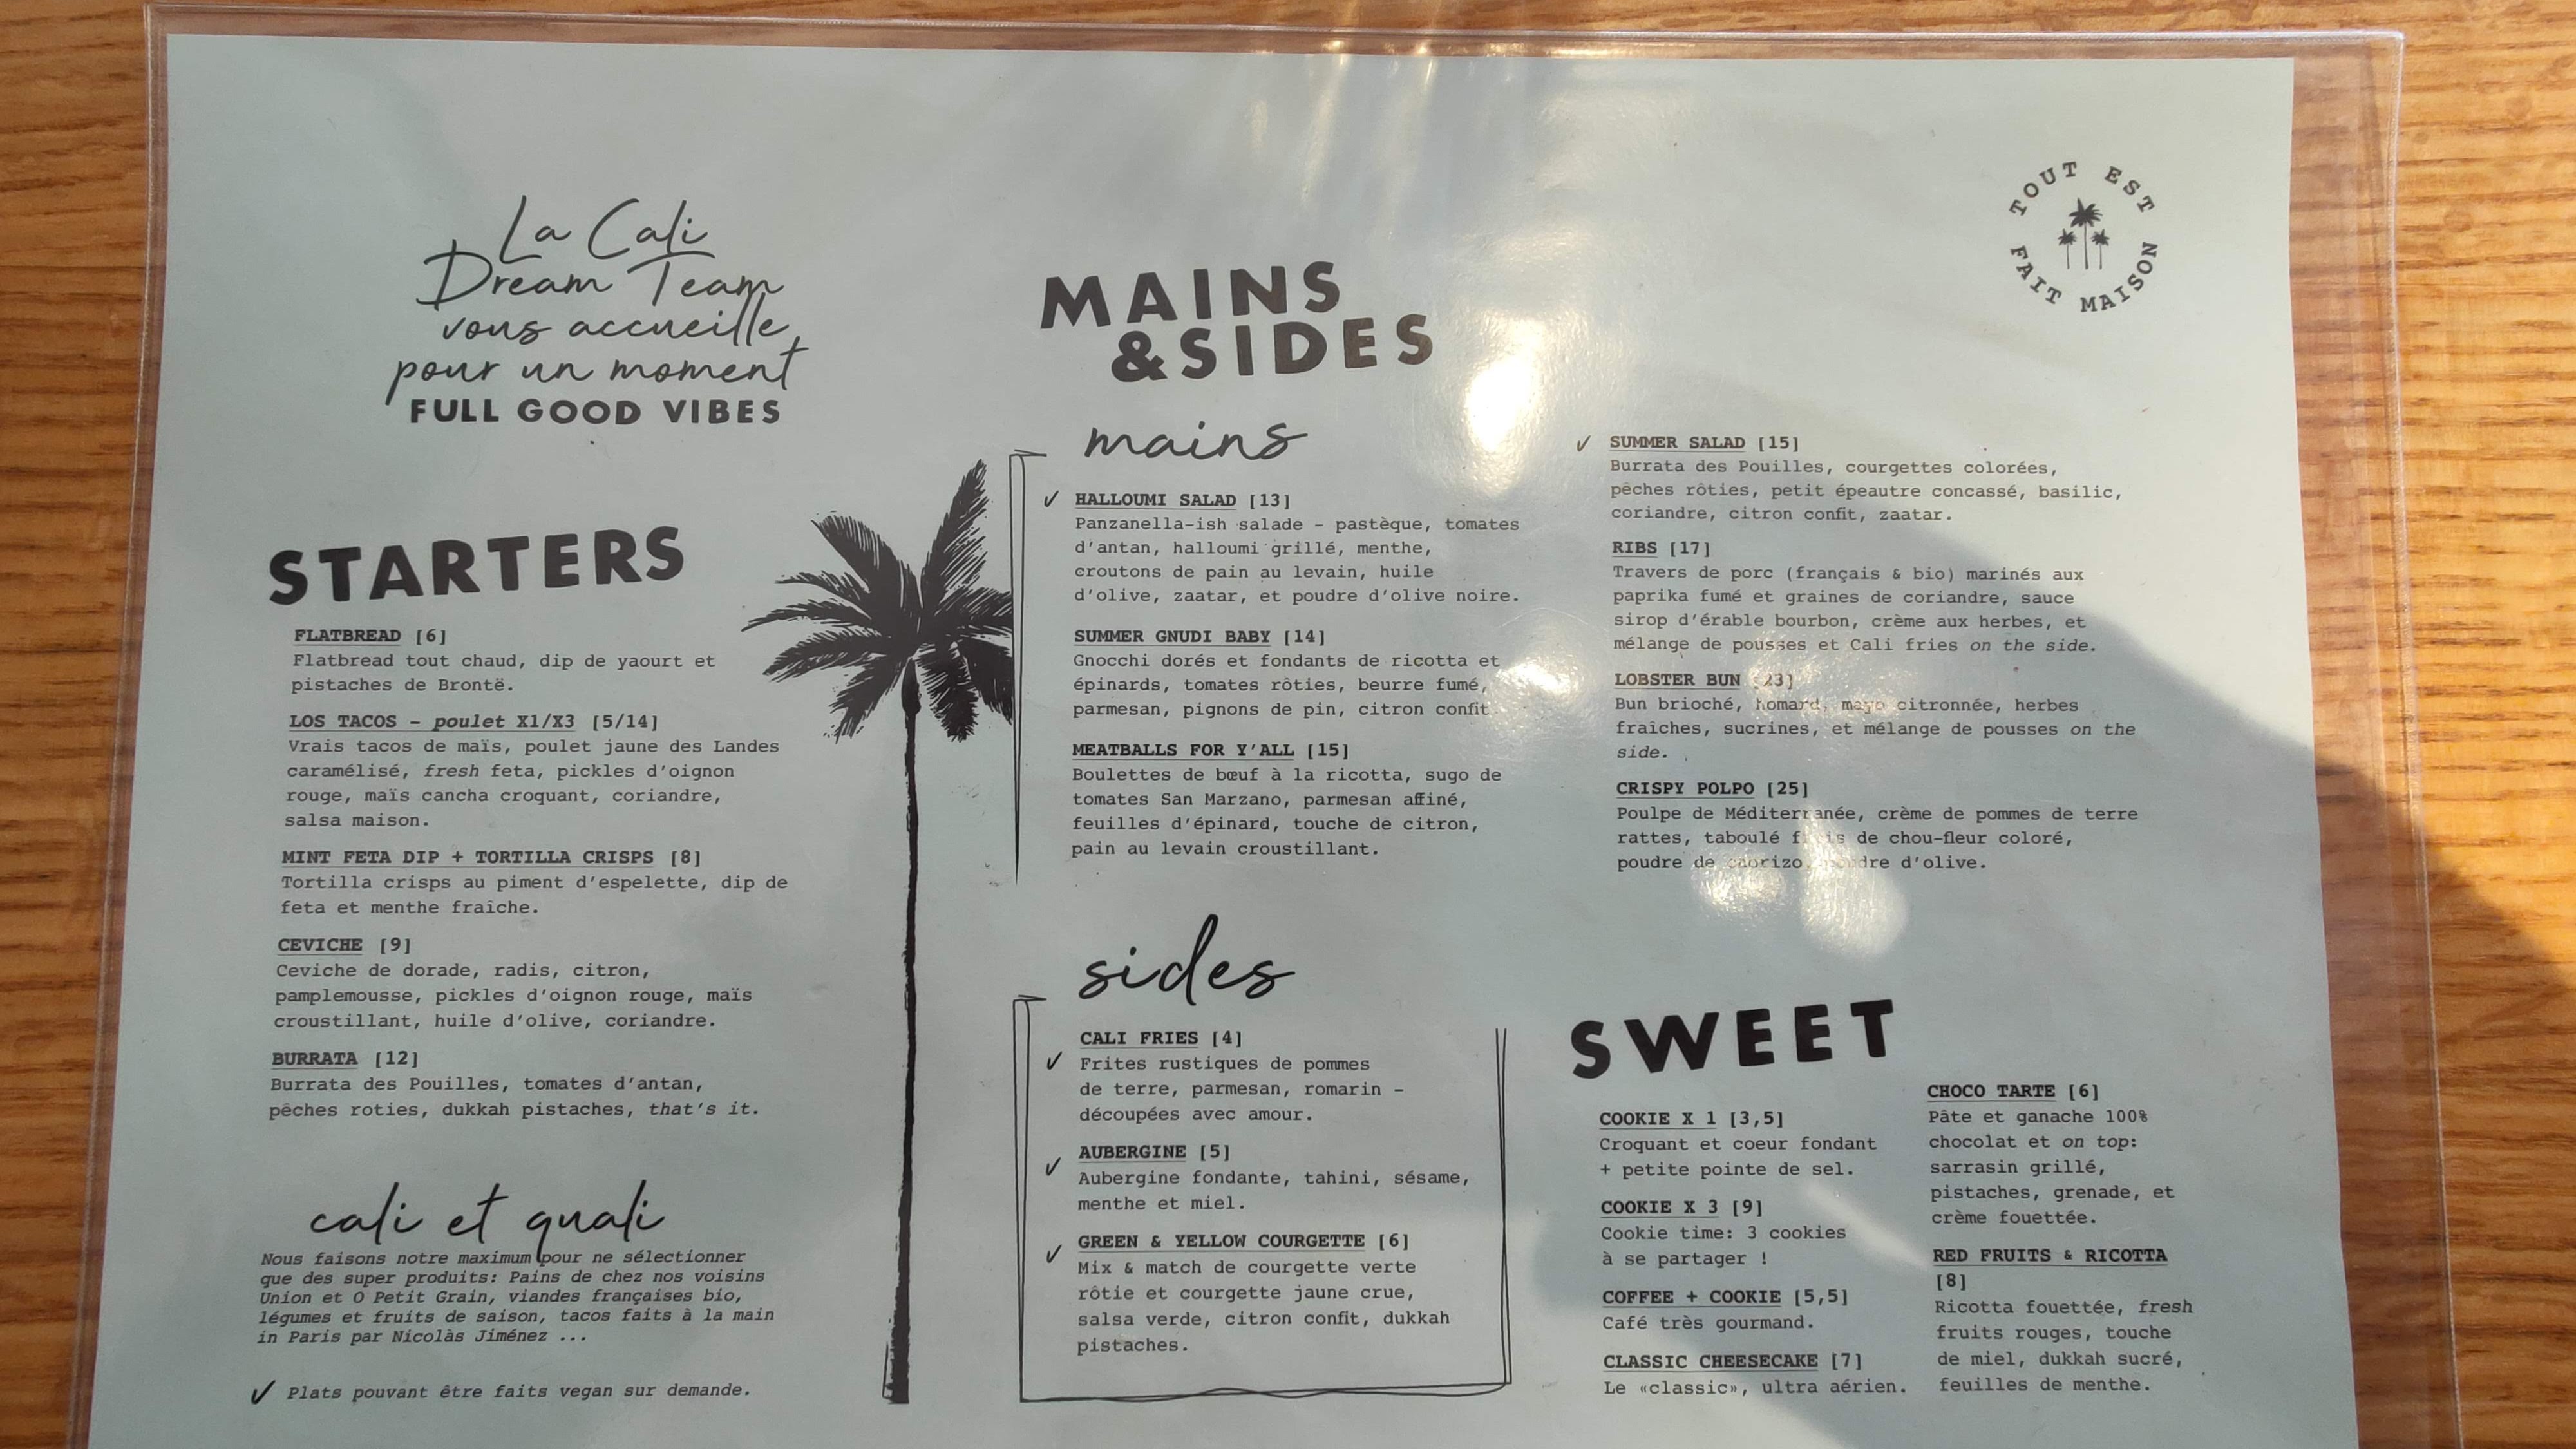 La Cali
Dream Team
vous accueille
pour un moment
FULL GOOD VIBES
STARTERS
FLATBREAD [6]
Flatbread tout chaud, dip de yaourt et
pistaches de Brontë.
LOS TACOS – poulet X1/X3 [5/14]
Vrais tacos de maïs, poulet jaune des Landes
caramélisé, fresh feta, pickles d'oignon
rouge, maïs cancha croquant, coriandre,
salsa maison.
MINT FETA DIP + TORTILLA CRISPS [8]
Tortilla crisps au piment d'espelette, dip de
feta et menthe fraîche.
CEVICHE [9]
Ceviche de dorade, radis, citron,
pamplemousse, pickles d'oignon rouge, maïs
croustillant, huile d'olive, coriandre.
BURRATA [12]
Burrata des Pouilles, tomates d'antan,
pêches roties, dukkah pistaches, that's it.
cali et quali
Nous faisons notre maximum pour ne sélectionner
que des super produits: Pains de chez nos voisins
Union et O Petit Grain, viandes françaises bio,
légumes et fruits de saison, tacos faits à la main
in Paris par Nicolàs Jiménez ...
✓ Plats pouvant être faits vegan sur demande.
MAINS
&SIDES
mains
✓ HALLOUMI SALAD [13]
Panzanella-ish salade – pastèque, tomates
d'antan, halloumi grillé, menthe,
croutons de pain au levain, huile
d'olive, zaatar, et poudre d'olive noire.
SUMMER GNUDI BABY [14]
Gnocchi dorés et fondants de ricotta et
épinards, tomates rôties, beurre fumé,
parmesan, pignons de pin, citron confit
MEATBALLS FOR Y'ALL [15]
Boulettes de bœuf à la ricotta, sugo de
tomates San Marzano, parmesan affiné,
feuilles d'épinard, touche de citron,
pain au levain croustillant.
✓ SUMMER SALAD [15]
Burrata des Pouilles, courgettes colorées,
pêches rôties, petit épeautre concassé, basilic,
coriandre, citron confit, zaatar.
RIBS [17]
Travers de porc (français & bio) marinés aux
paprika fumé et graines de coriandre, sauce
sirop d'érable bourbon, crème aux herbes, et
mélange de pousses et Cali fries on the side.
LOBSTER BUN [23]
Bun brioché, homard, mayo citronnée, herbes
fraîches, sucrines, et mélange de pousses on the
side.
CRISPY POLPO [25]
Poulpe de Méditerranée, crème de pommes de terre
rattes, taboulé de chou-fleur coloré,
poudre de chorizo, poudre d'olive.
sides
CALI FRIES [4]
✓ Frites rustiques de pommes
de terre, parmesan, romarin –
découpées avec amour.
✓ AUBERGINE [5]
Aubergine fondante, tahini, sésame,
menthe et miel.
✓ GREEN & YELLOW COURGETTE [6]
Mix & match de courgette verte
rôtie et courgette jaune crue,
salsa verde, citron confit, dukkah
pistaches.
SWEET
COOKIE X 1 [3,5]
Croquant et coeur fondant
+ petite pointe de sel.
COOKIE X 3 [9]
Cookie time: 3 cookies
à se partager !
COFFEE + COOKIE [5,5]
Café très gourmand.
CLASSIC CHEESECAKE [7]
Le «classic», ultra aérien.
CHOCO TARTE [6]
Pâte et ganache 100%
chocolat et on top:
sarrasin grillé,
pistaches, grenade, et
crème fouettée.
RED FRUITS & RICOTTA
[8]
Ricotta fouettée, fresh
fruits rouges, touche
de miel, dukkah sucré,
feuilles de menthe.
TOUT EST
FAIT MAISON